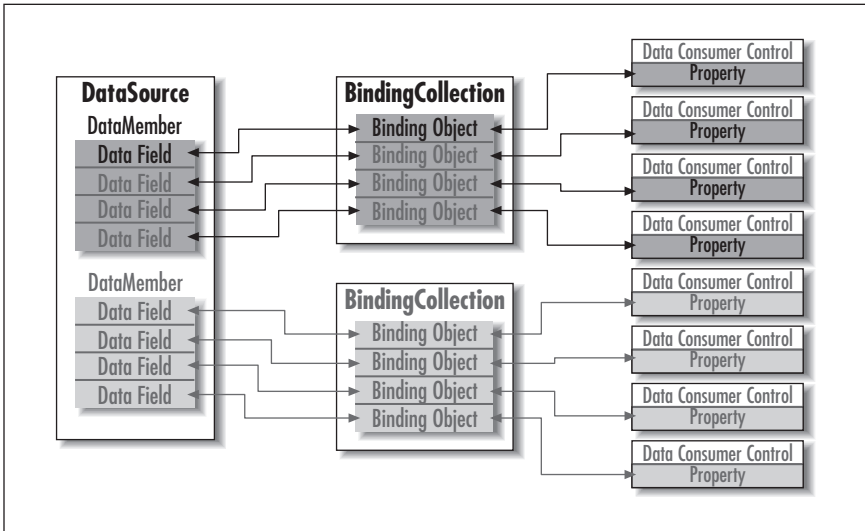 DataSource
DataMember
Data Field
Data Field
Data Field
Data Field
DataMember
Data Field
Data Field
Data Field
Data Field
BindingCollection
Binding Object
Binding Object
Binding Object
Binding Object
BindingCollection
Binding Object
Binding Object
Binding Object
Binding Object
Data Consumer Control
Property
Data Consumer Control
Property
Data Consumer Control
Property
Data Consumer Control
Property
Data Consumer Control
Property
Data Consumer Control
Property
Data Consumer Control
Property
Data Consumer Control
Property